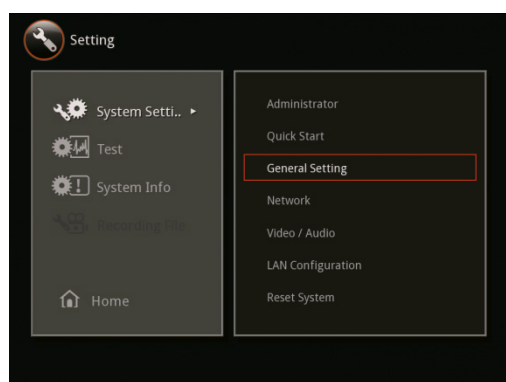 Setting
System Setti..
Test
System Info
Recording File
Home
Administrator
Quick Start
General Setting
Network
Video / Audio
LAN Configuration
Reset System